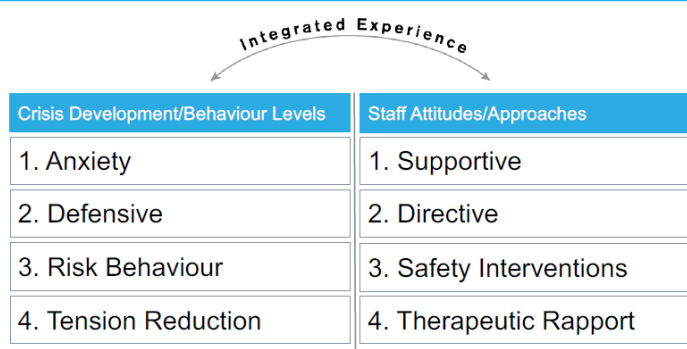 Integrated Experience
Crisis Development/Behaviour Levels
Staff Attitudes/Approaches
1. Anxiety
1. Supportive
2. Defensive
2. Directive
3. Risk Behaviour
3. Safety Interventions
4. Tension Reduction
4. Therapeutic Rapport